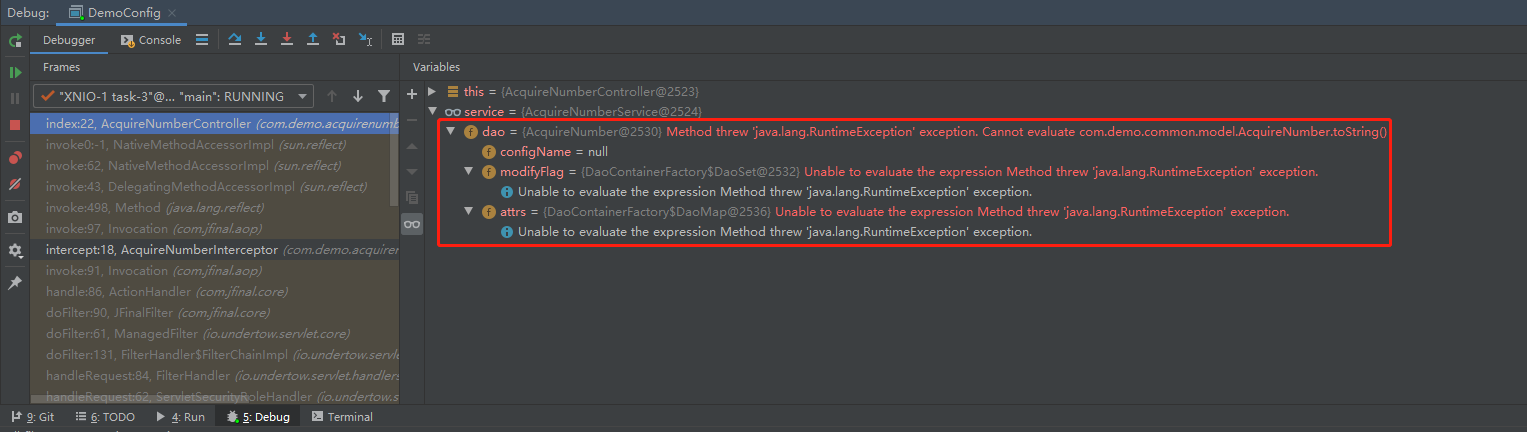 Debug: DemoConfig
Debugger Console
Frames
Variables
"XNIO-1 task-3"@... "main": RUNNING
index:22, AcquireNumberController (com.demo.acquirenumb
invoke0:-1, NativeMethodAccessorImpl (sun.reflect)
invoke:62, NativeMethodAccessorImpl (sun.reflect)
invoke:43, DelegatingMethodAccessorImpl (sun.reflect)
invoke:498, Method (java.lang.reflect)
invoke:97, Invocation (com.jfinal.aop)
intercept:18, AcquireNumberInterceptor (com.demo.acquiren
invoke:91, Invocation (com.jfinal.aop)
handle:86, ActionHandler (com.jfinal.core)
doFilter:90, JFinalFilter (com.jfinal.core)
doFilter:61, ManagedFilter (io.undertow.servlet.core)
doFilter:131, FilterHandler$FilterChainImpl (io.undertow.servlet
handleRequest:84, FilterHandler (io.undertow.servlet.handlers
handleRequest:62, ServletSecurityRoleHandler (io.undertow.s
this = {AcquireNumberController@2523}
service = {AcquireNumberService@2524}
dao = {AcquireNumber@2530} Method threw 'java.lang.RuntimeException' exception. Cannot evaluate com.demo.common.model.AcquireNumber.toString()
configName = null
modifyFlag = {DaoContainerFactory$DaoSet@2532} Unable to evaluate the expression Method threw 'java.lang.RuntimeException' exception.
Unable to evaluate the expression Method threw 'java.lang.RuntimeException' exception.
attrs = {DaoContainerFactory$DaoMap@2536} Unable to evaluate the expression Method threw 'java.lang.RuntimeException' exception.
Unable to evaluate the expression Method threw 'java.lang.RuntimeException' exception.
9: Git 6: TODO 4: Run 5: Debug Terminal